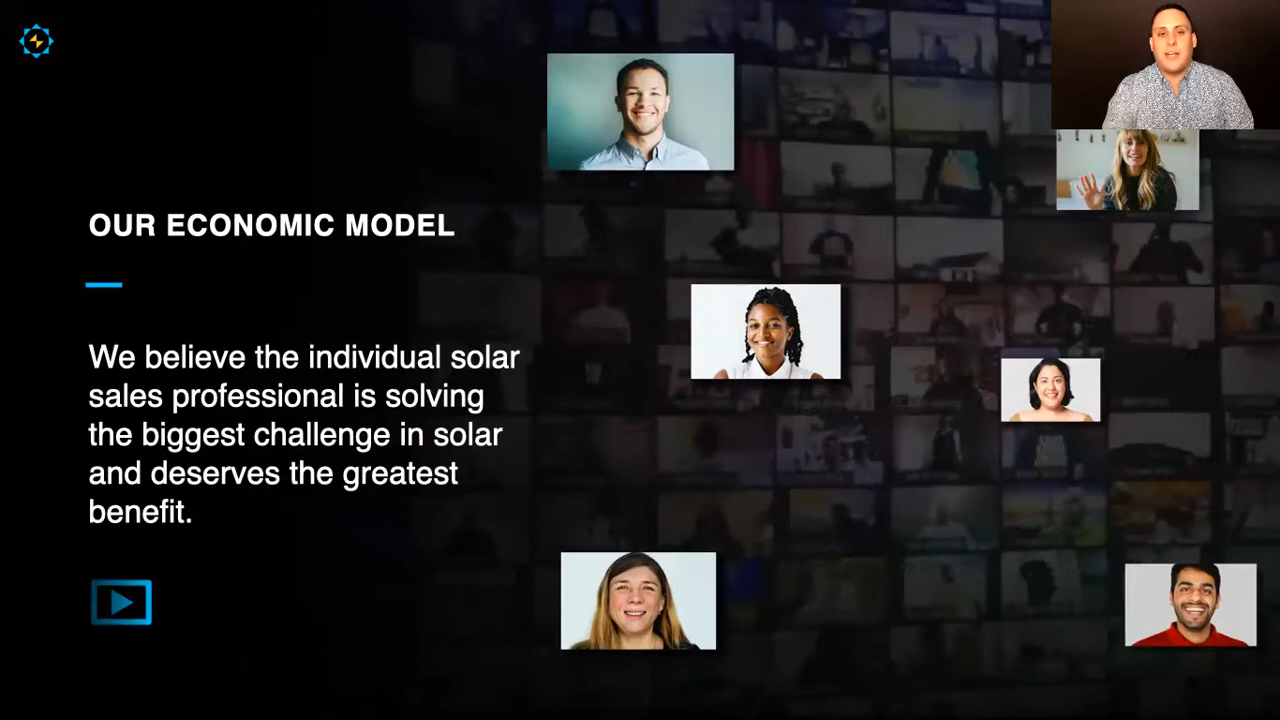 OUR ECONOMIC MODEL
We believe the individual solar
sales professional is solving
the biggest challenge in solar
and deserves the greatest
benefit.